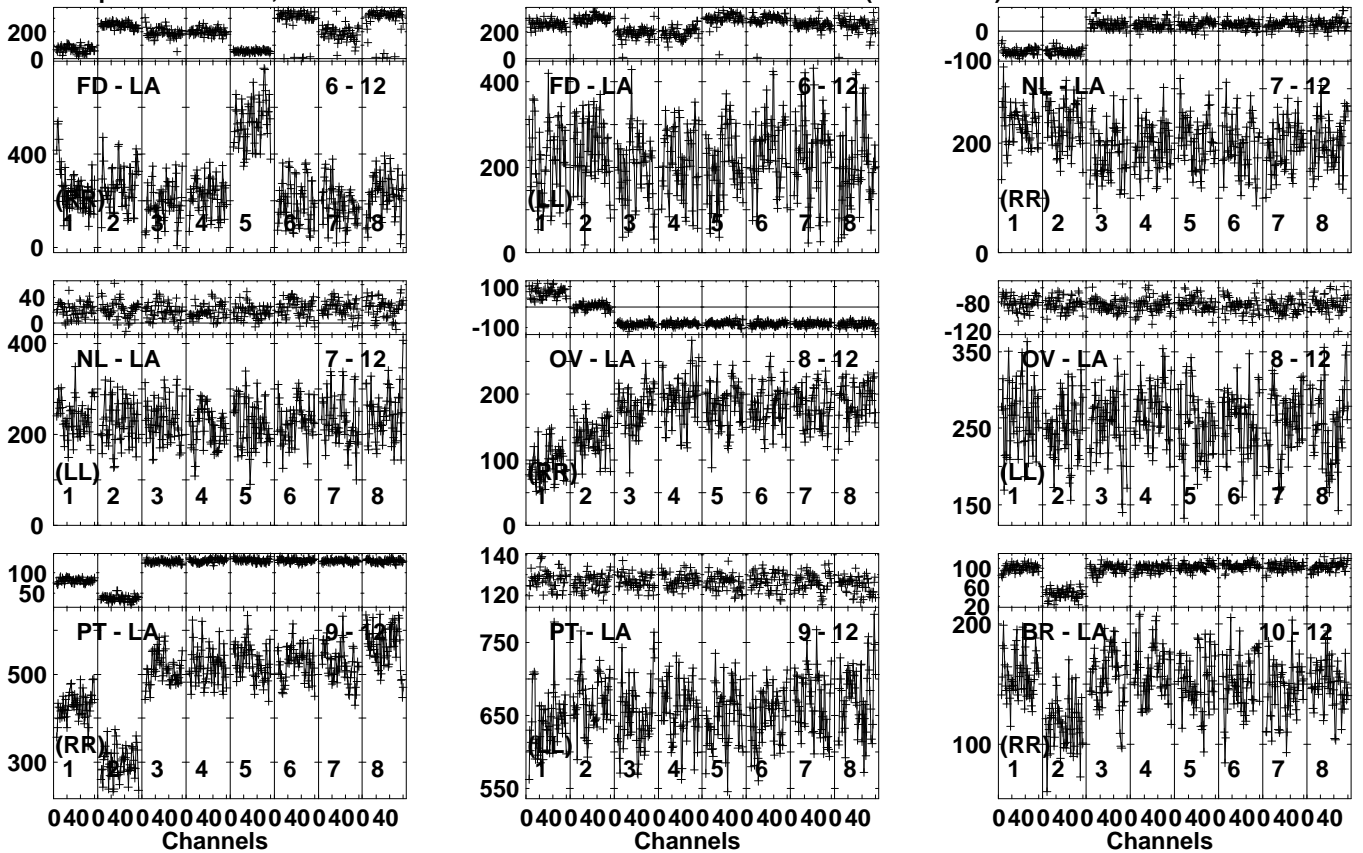 200
0
FD - LA 6 - 12
400
0
(RR)
1 2 3 4 5 6 7 8
200
0
FD - LA 6 - 12
400
200
0
(LL)
1 2 3 4 5 6 7 8
0
-100
NL - LA 7 - 12
200
0
(RR)
1 2 3 4 5 6 7 8
40
0
NL - LA 7 - 12
400
200
0
(LL)
1 2 3 4 5 6 7 8
100
-100
OV - LA 8 - 12
200
100
0
(RR)
1 2 3 4 5 6 7 8
-80
-120
OV - LA 8 - 12
350
250
150
(LL)
1 2 3 4 5 6 7 8
100
50
PT - LA 9 - 12
500
300
(RR)
1 2 3 4 5 6 7 8
0 40 0 40 0 40 0 40 0 40 0 40 0 40 0 40
Channels
140
120
PT - LA 9 - 12
750
650
550
(LL)
1 2 3 4 5 6 7 8
0 40 0 40 0 40 0 40 0 40 0 40 0 40 0 40
Channels
100
60
20
BR - LA 10 - 12
200
100
(RR)
1 2 3 4 5 6 7 8
0 40 0 40 0 40 0 40 0 40 0 40 0 40 0 40
Channels